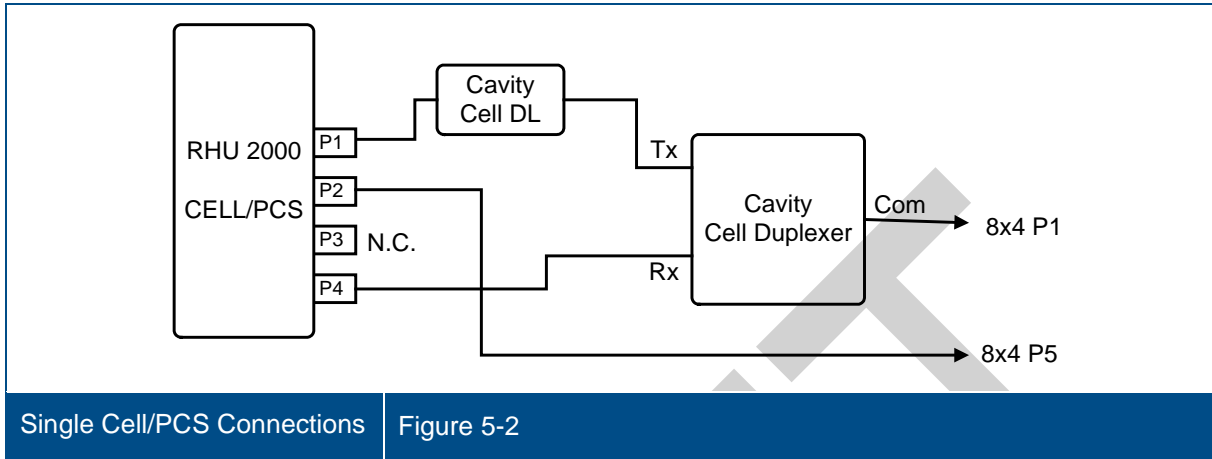 RHU 2000
CELL/PCS
P1
P2
P3
P4
N.C.
Cavity
Cell DL
Tx
Rx
Cavity
Cell Duplexer
Com
8x4 P1
8x4 P5
Single Cell/PCS Connections
Figure 5-2